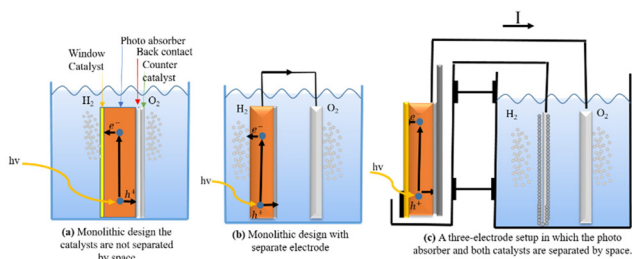 Photo absorber
Window
Back contact
Catalyst
Counter
catalyst
H₂
O₂
e⁻
hν
h⁺
(a) Monolithic design the
catalysts are not separated
by space
H₂
O₂
e⁻
hν
h⁺
(b) Monolithic design with
separate electrode
I
H₂
O₂
e
hν
h⁺
(c) A three-electrode setup in which the photo
absorber and both catalysts are separated by space.